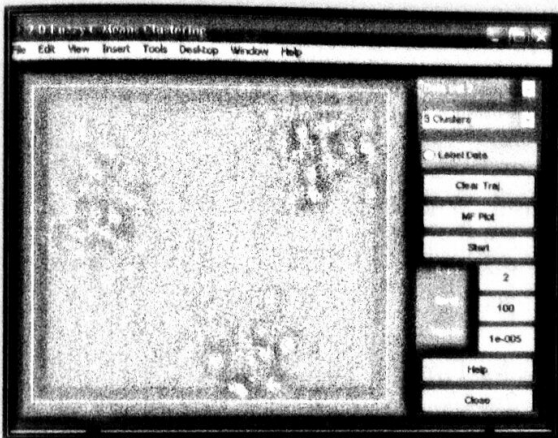 2-D Fuzzy C-Means Clustering
File Edit View Insert Tools Desktop Window Help
3 Clusters
Label Data
Clear Traj.
MF Plot
Start
2
100
1e-005
Help
Close